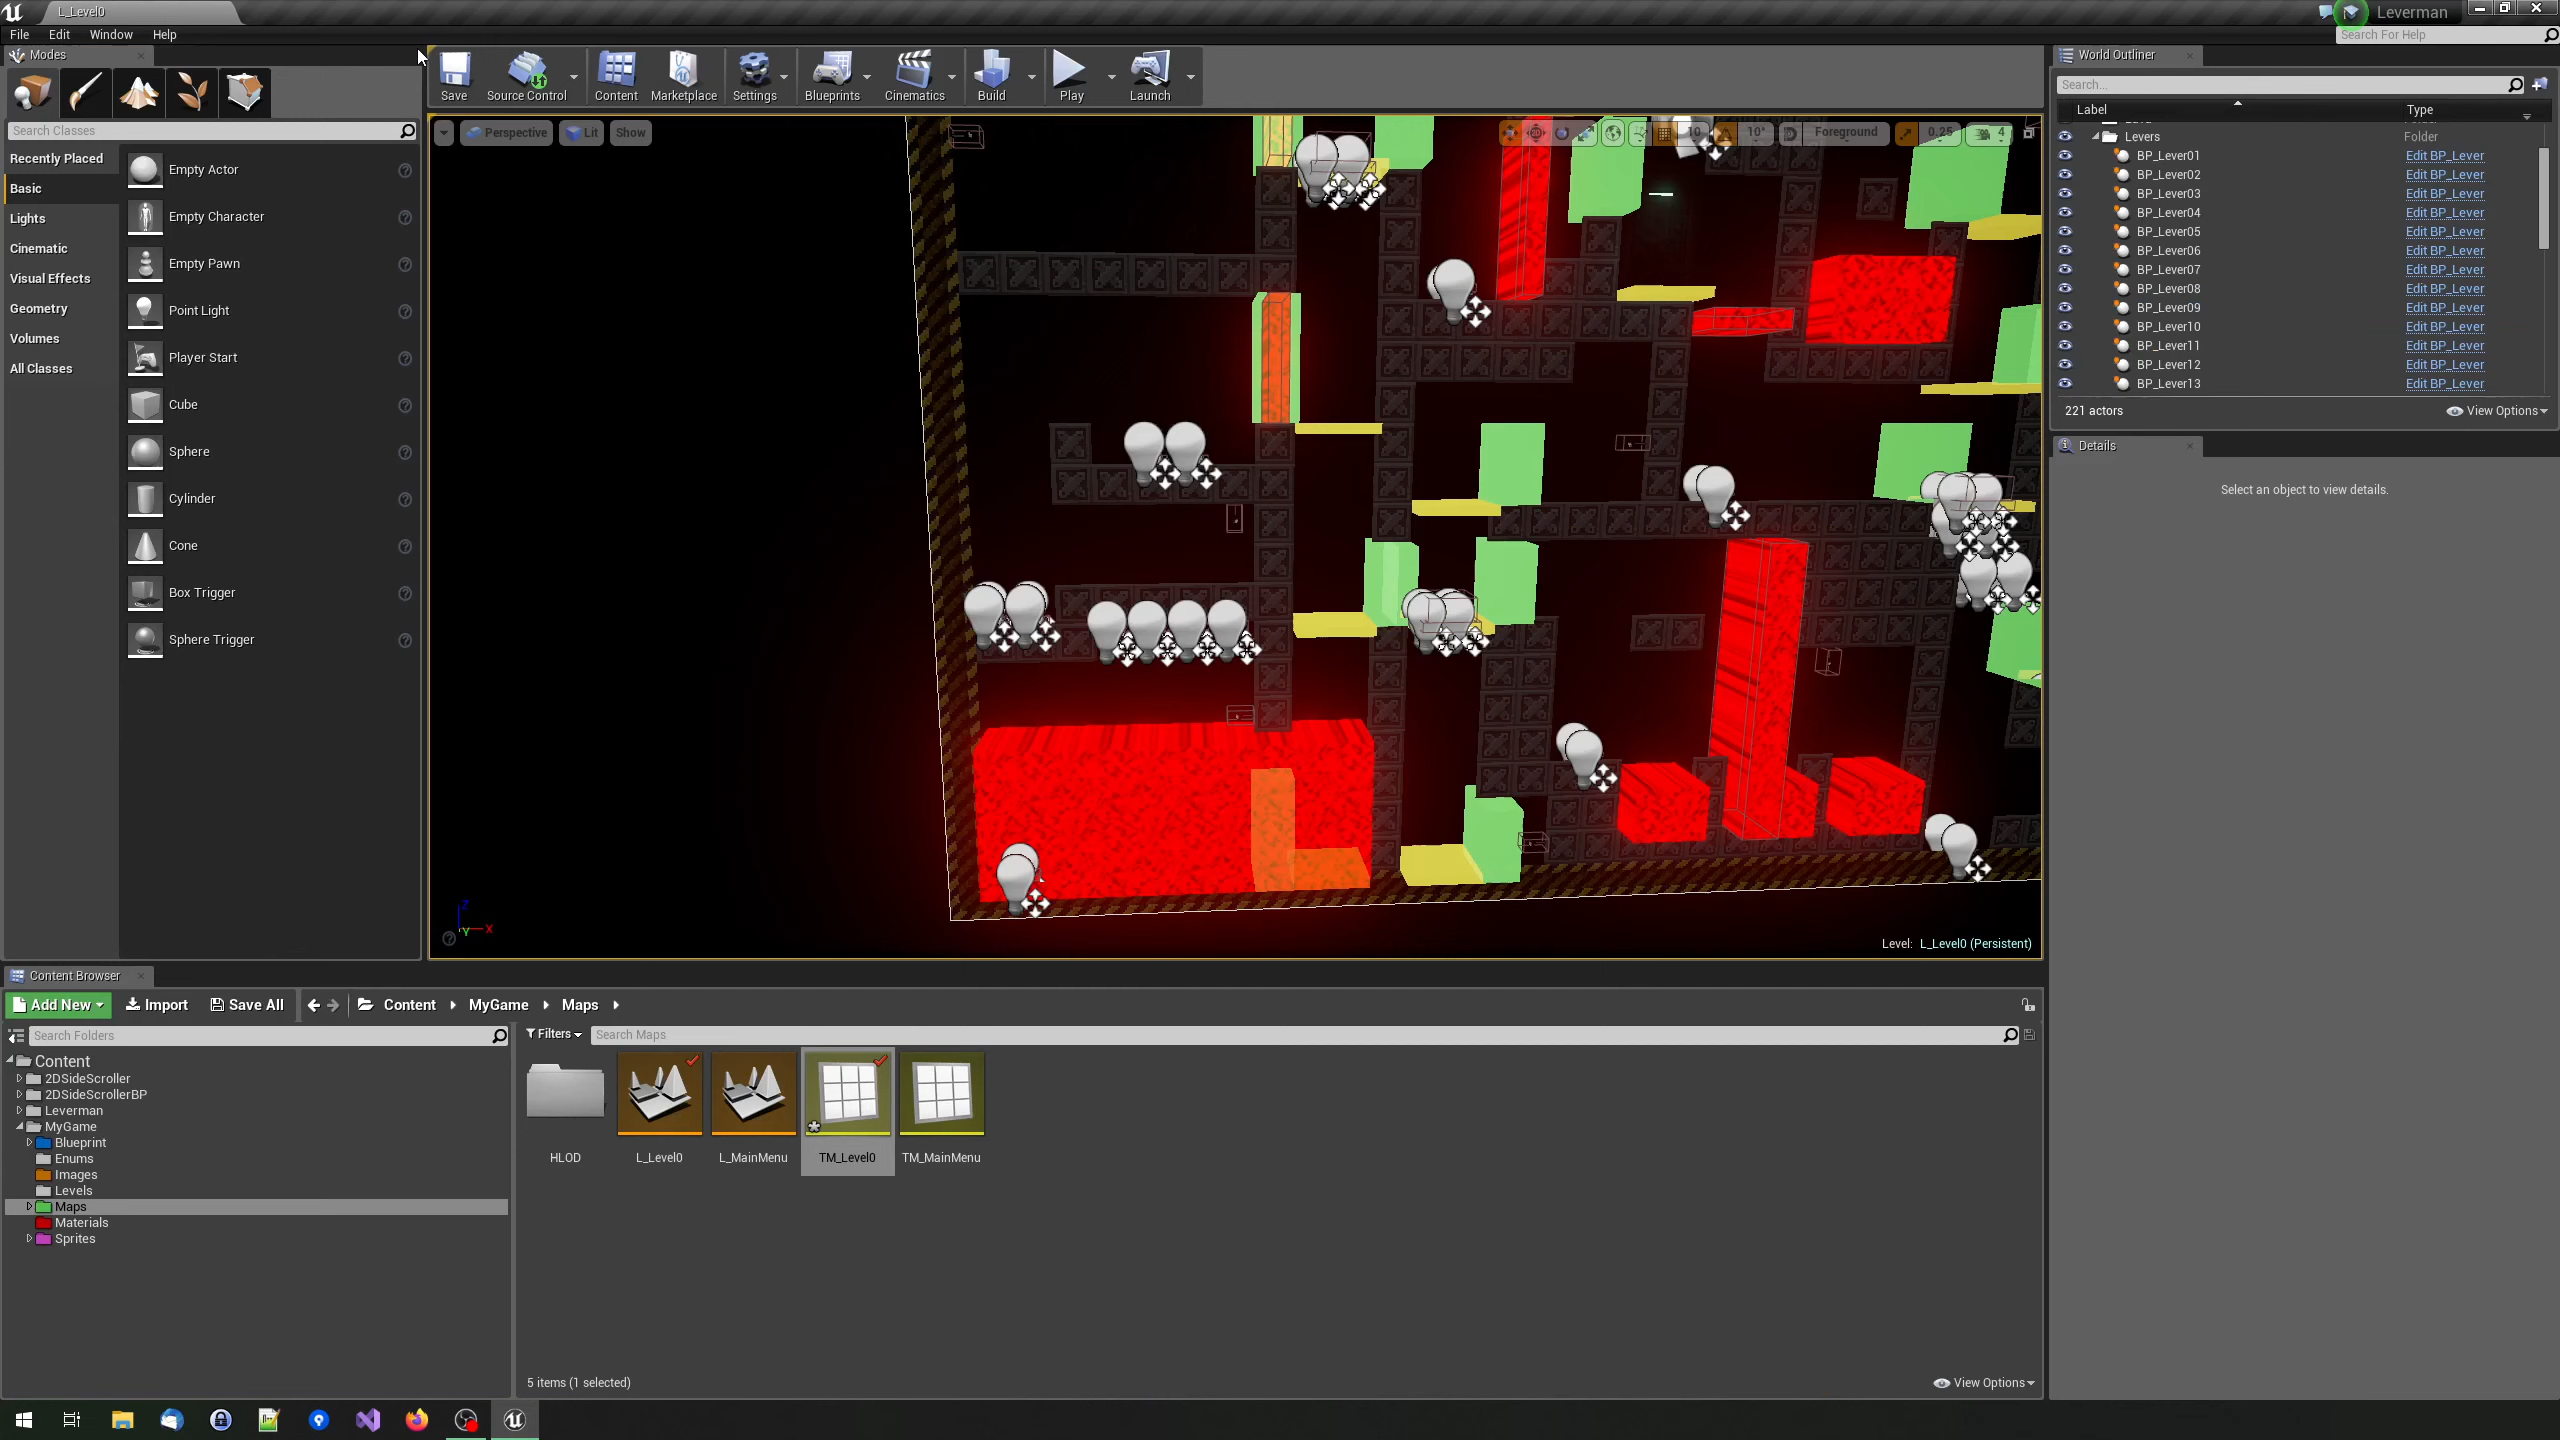 L_Level0
Leverman
File Edit Window Help
Search For Help
Modes
Save
Source Control
Content
Marketplace
Settings
Blueprints
Cinematics
Build
Play
Launch
Search Classes
Recently Placed
Basic
Lights
Cinematic
Visual Effects
Geometry
Volumes
All Classes
Empty Actor
Empty Character
Empty Pawn
Point Light
Player Start
Cube
Sphere
Cylinder
Cone
Box Trigger
Sphere Trigger
Perspective
Lit
Show
10
10°
Foreground
0.25
4
Z
Y
X
Level: L_Level0 (Persistent)
World Outliner
Search...
Label Type
Levers Folder
BP_Lever01 Edit BP_Lever
BP_Lever02 Edit BP_Lever
BP_Lever03 Edit BP_Lever
BP_Lever04 Edit BP_Lever
BP_Lever05 Edit BP_Lever
BP_Lever06 Edit BP_Lever
BP_Lever07 Edit BP_Lever
BP_Lever08 Edit BP_Lever
BP_Lever09 Edit BP_Lever
BP_Lever10 Edit BP_Lever
BP_Lever11 Edit BP_Lever
BP_Lever12 Edit BP_Lever
BP_Lever13 Edit BP_Lever
221 actors View Options
Details
Select an object to view details.
Content Browser
Add New Import Save All Content MyGame Maps
Search Folders
Content
2DSideScroller
2DSideScrollerBP
Leverman
MyGame
Blueprint
Enums
Images
Levels
Maps
Materials
Sprites
Filters Search Maps
HLOD
L_Level0
L_MainMenu
TM_Level0
TM_MainMenu
5 items (1 selected)
View Options